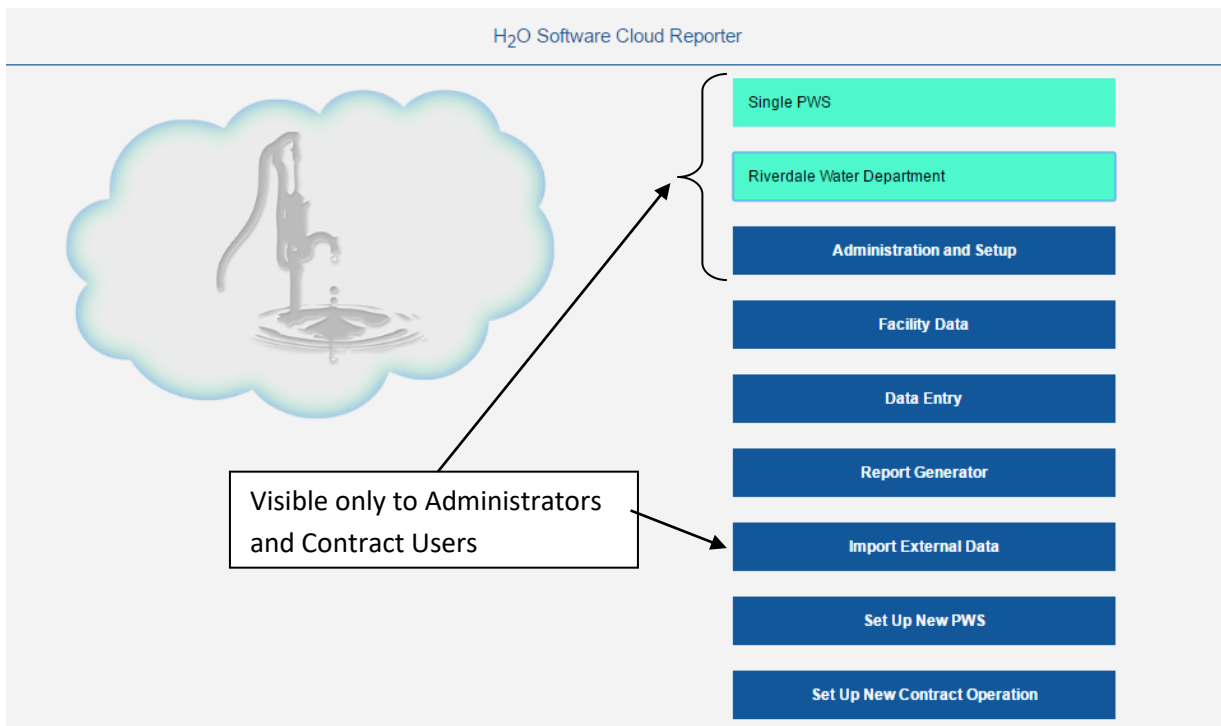 H2O Software Cloud Reporter
Single PWS
Riverdale Water Department
Administration and Setup
Facility Data
Data Entry
Report Generator
Visible only to Administrators
and Contract Users
Import External Data
Set Up New PWS
Set Up New Contract Operation